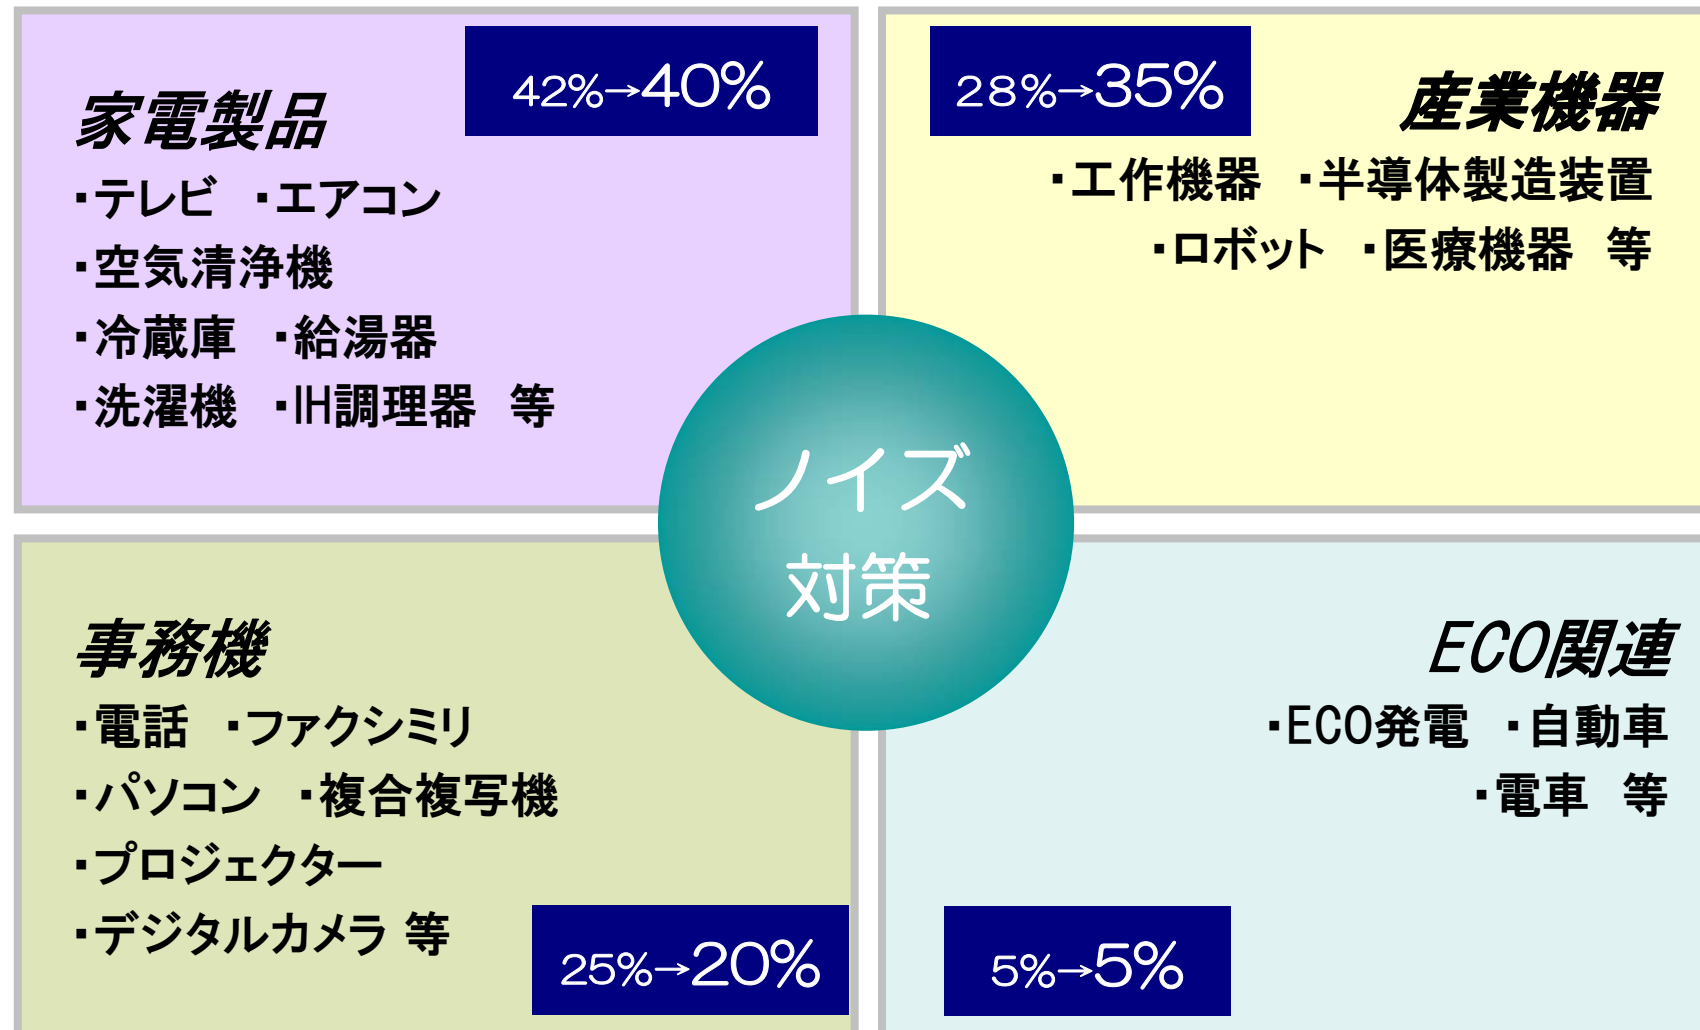 家電製品
42%→40%
・テレビ　・エアコン
・空気清浄機
・冷蔵庫　・給湯器
・洗濯機　・IH調理器　等
28%→35%
産業機器
・工作機器　・半導体製造装置
・ロボット　・医療機器　等
ノイズ
対策
事務機
・電話　・ファクシミリ
・パソコン　・複合複写機
・プロジェクター
・デジタルカメラ 等
25%→20%
ECO関連
・ECO発電　・自動車
・電車　等
5%→5%